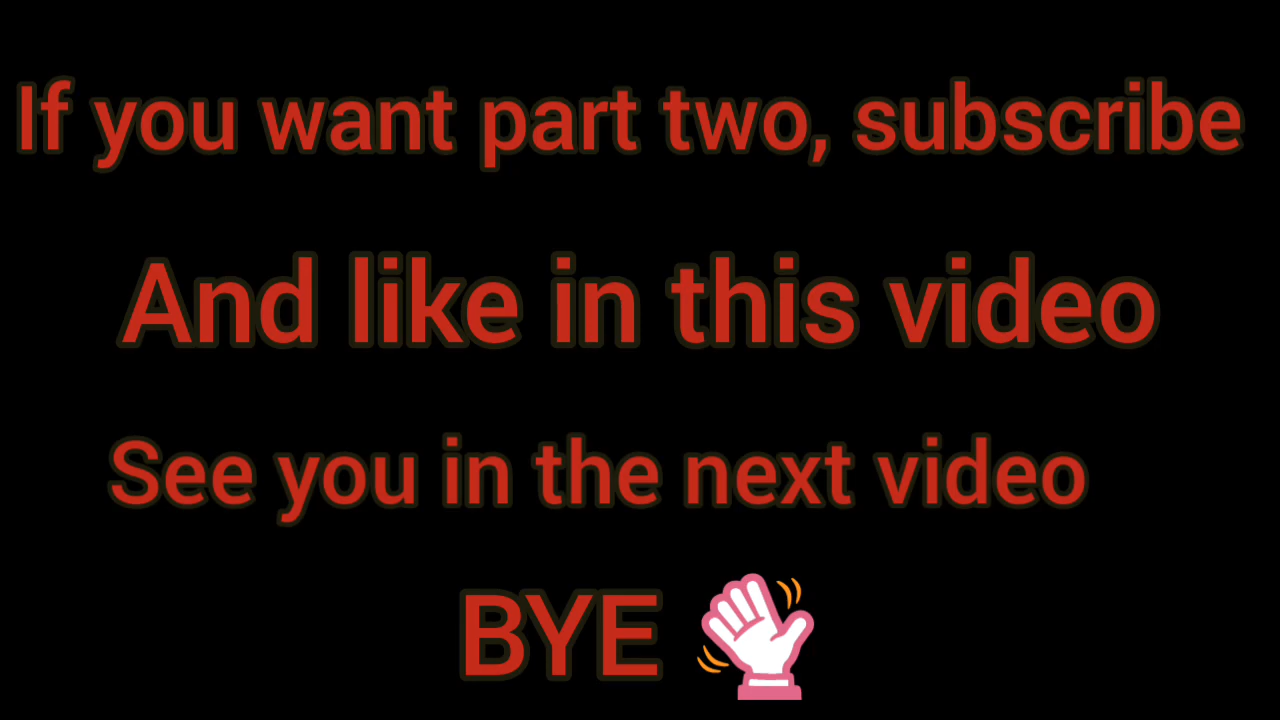 If you want part two, subscribe
And like in this video
See you in the next video
BYE